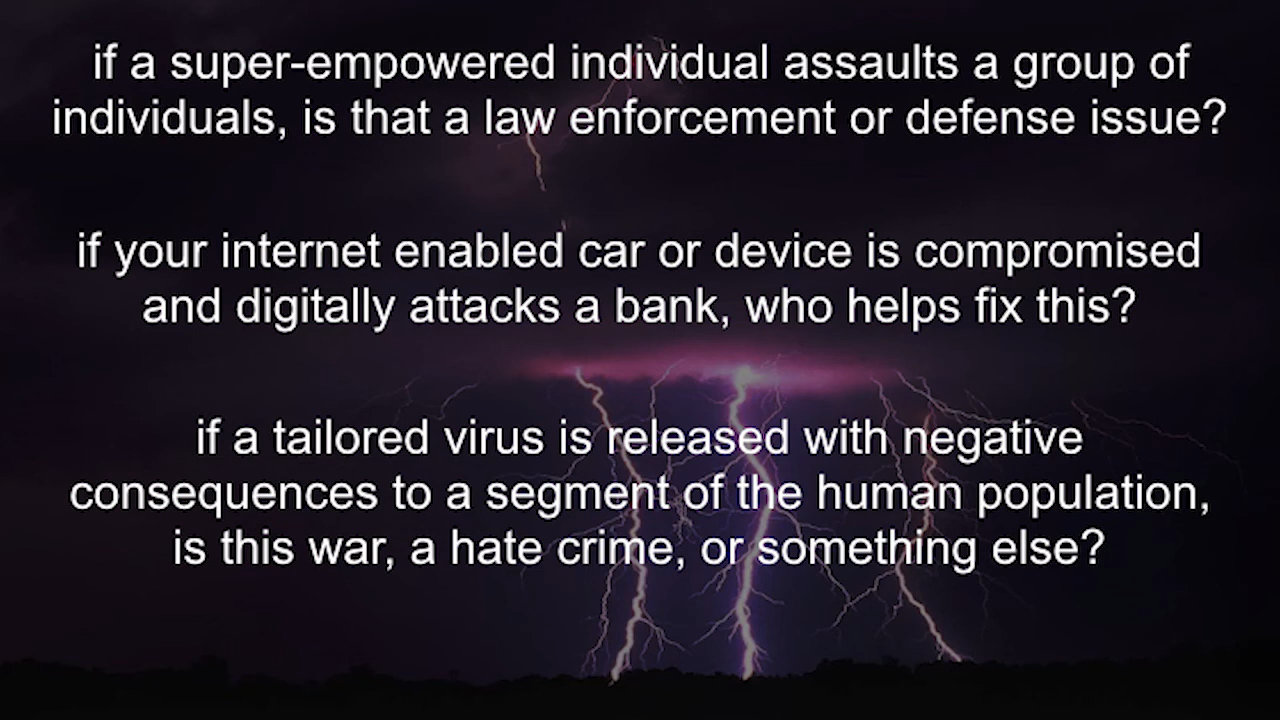 if a super-empowered individual assaults a group of
individuals, is that a law enforcement or defense issue?
if your internet enabled car or device is compromised
and digitally attacks a bank, who helps fix this?
if a tailored virus is released with negative
consequences to a segment of the human population,
is this war, a hate crime, or something else?